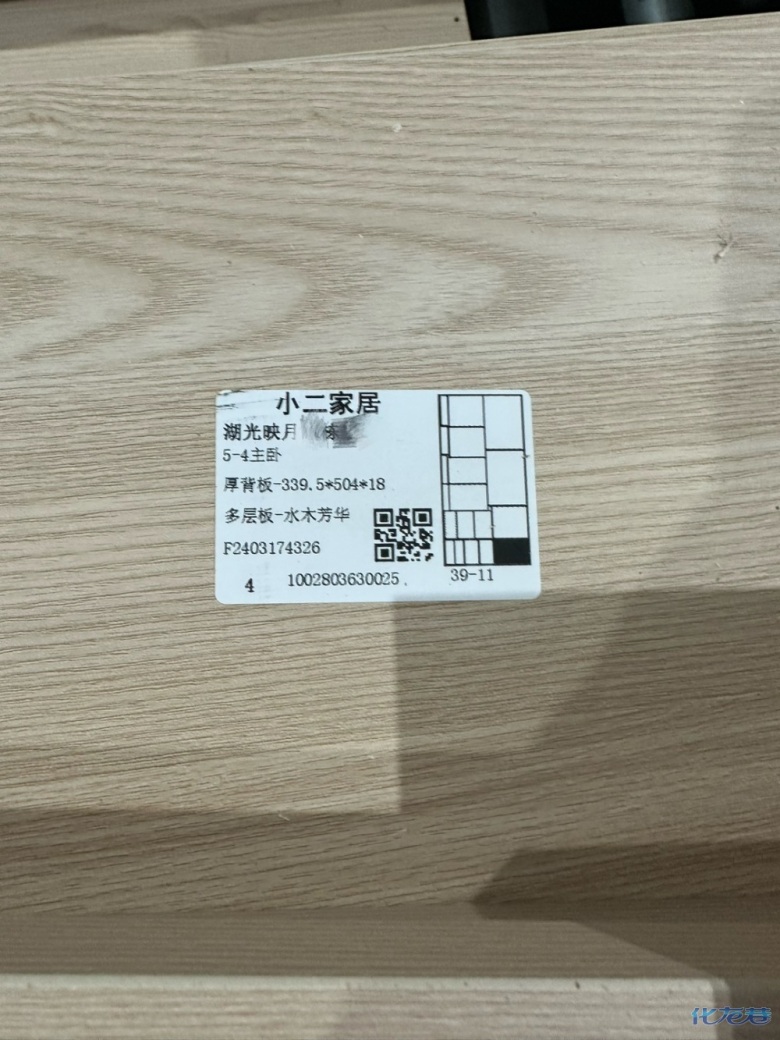 小二家居
湖光映月
5-4主卧
厚背板-339.5*504*18
多层板-水木芳华
F2403174326
4 1002803630025 39-11
化龙巷